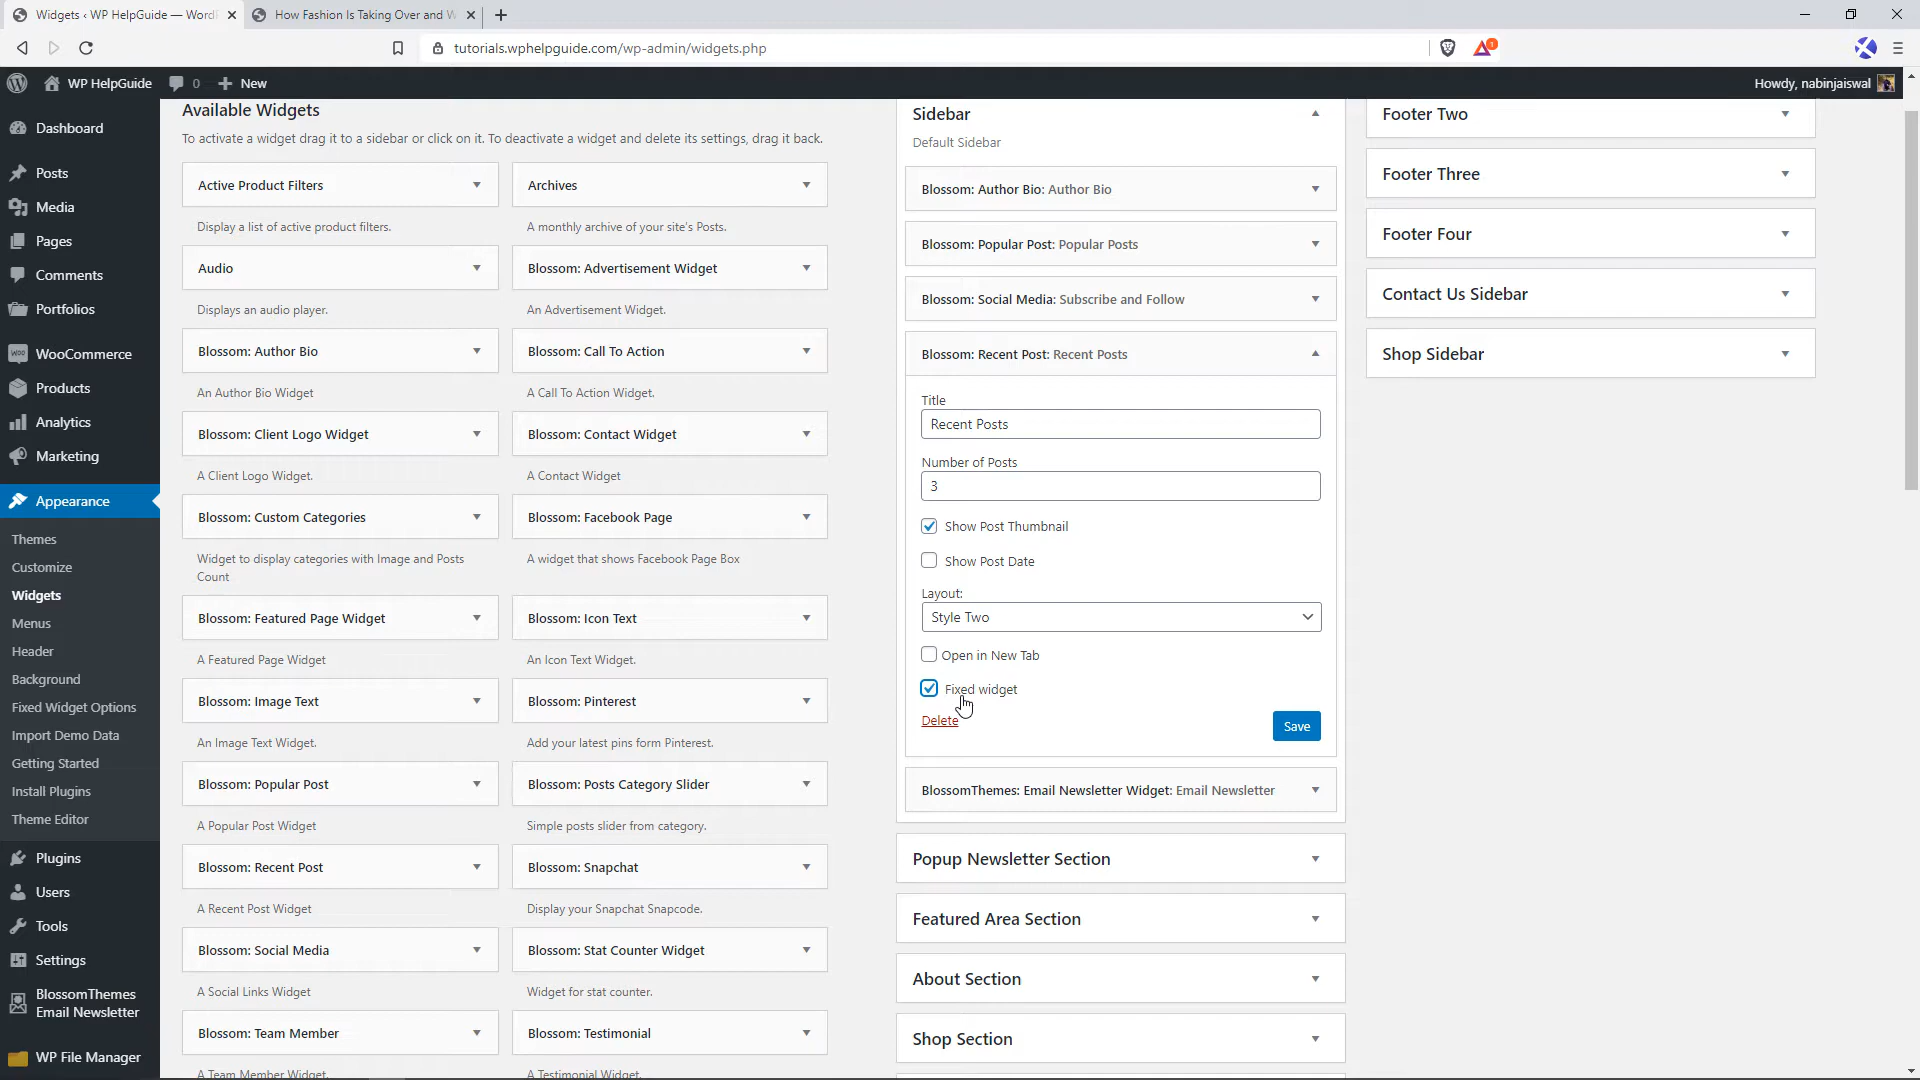 Widgets ‹ WP HelpGuide — Word
How Fashion Is Taking Over and W
tutorials.wphelpguide.com/wp-admin/widgets.php
1
WP HelpGuide
0
New
Howdy, nabinjaiswal
Dashboard
Posts
Media
Pages
Comments
Portfolios
WooCommerce
Products
Analytics
Marketing
Appearance
Themes
Customize
Widgets
Menus
Header
Background
Fixed Widget Options
Import Demo Data
Getting Started
Install Plugins
Theme Editor
Plugins
Users
Tools
Settings
BlossomThemes
Email Newsletter
WP File Manager
Available Widgets
To activate a widget drag it to a sidebar or click on it. To deactivate a widget and delete its settings, drag it back.
Active Product Filters
Display a list of active product filters.
Archives
A monthly archive of your site's Posts.
Audio
Displays an audio player.
Blossom: Advertisement Widget
An Advertisement Widget.
Blossom: Author Bio
An Author Bio Widget
Blossom: Call To Action
A Call To Action Widget.
Blossom: Client Logo Widget
A Client Logo Widget.
Blossom: Contact Widget
A Contact Widget
Blossom: Custom Categories
Widget to display categories with Image and Posts
Count
Blossom: Facebook Page
A widget that shows Facebook Page Box
Blossom: Featured Page Widget
A Featured Page Widget
Blossom: Icon Text
An Icon Text Widget.
Blossom: Image Text
An Image Text Widget.
Blossom: Pinterest
Add your latest pins form Pinterest.
Blossom: Popular Post
A Popular Post Widget
Blossom: Posts Category Slider
Simple posts slider from category.
Blossom: Recent Post
A Recent Post Widget
Blossom: Snapchat
Display your Snapchat Snapcode.
Blossom: Social Media
A Social Links Widget
Blossom: Stat Counter Widget
Widget for stat counter.
Blossom: Team Member
A Team Member Widget.
Blossom: Testimonial
A Testimonial Widget.
Sidebar
Default Sidebar
Blossom: Author Bio: Author Bio
Blossom: Popular Post: Popular Posts
Blossom: Social Media: Subscribe and Follow
Blossom: Recent Post: Recent Posts
Title
Recent Posts
Number of Posts
3
Show Post Thumbnail
Show Post Date
Layout:
Style Two
Open in New Tab
Fixed widget
Delete
Save
BlossomThemes: Email Newsletter Widget: Email Newsletter
Popup Newsletter Section
Featured Area Section
About Section
Shop Section
Footer Two
Footer Three
Footer Four
Contact Us Sidebar
Shop Sidebar